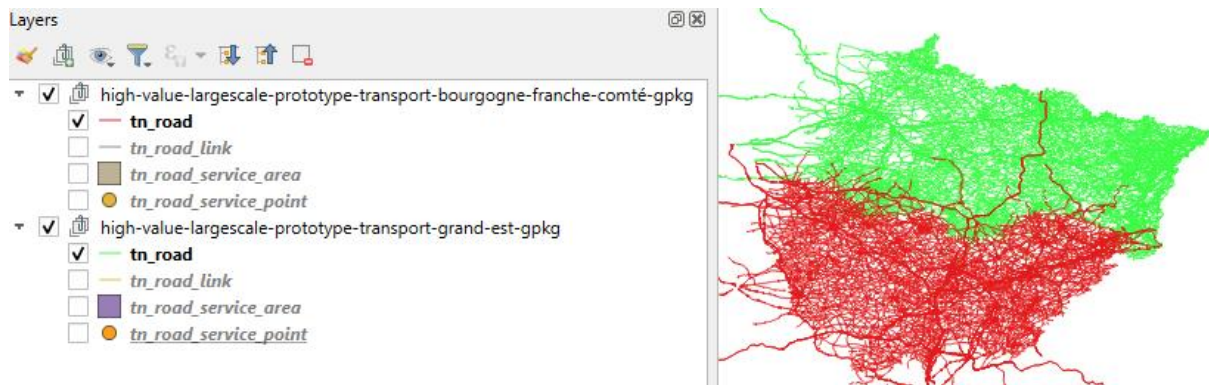 Layers
high-value-largescale-prototype-transport-bourgogne-franche-comté-gpkg
tn_road
tn_road_link
tn_road_service_area
tn_road_service_point
high-value-largescale-prototype-transport-grand-est-gpkg
tn_road
tn_road_link
tn_road_service_area
tn_road_service_point